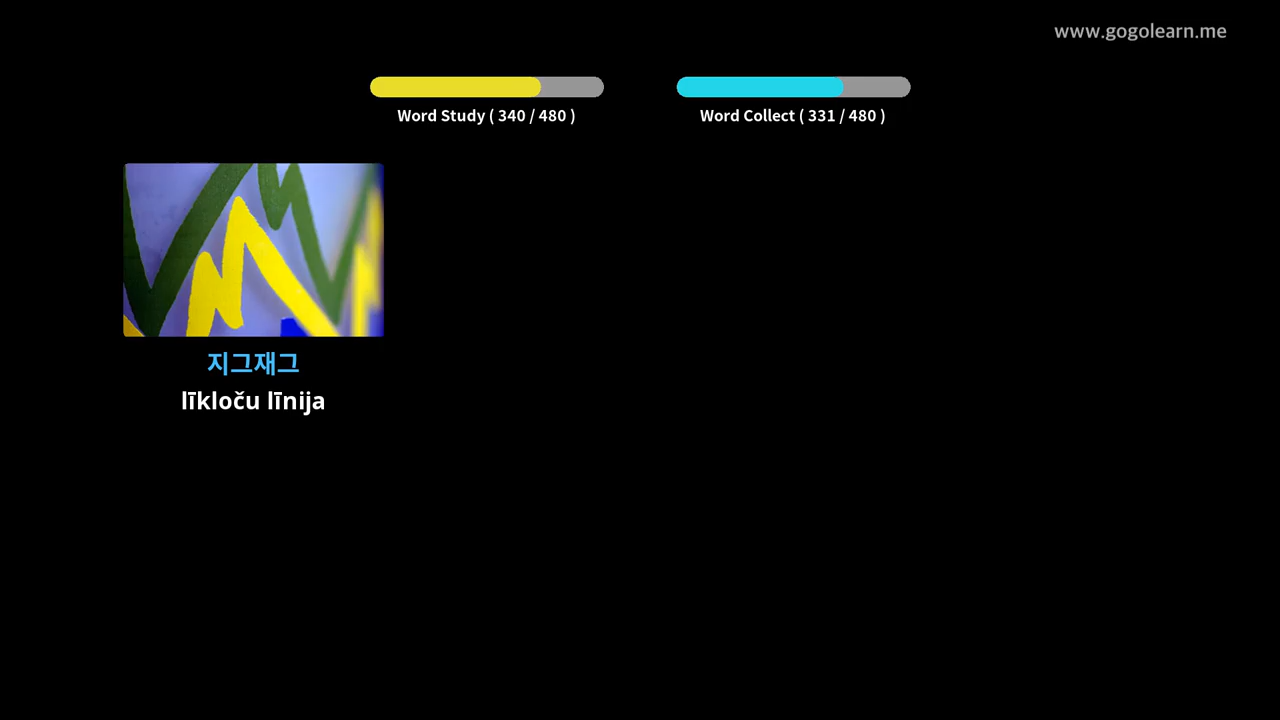 www.gogolearn.me
Word Study ( 340 / 480 )
Word Collect ( 331 / 480 )
지그재그
līkloču līnija